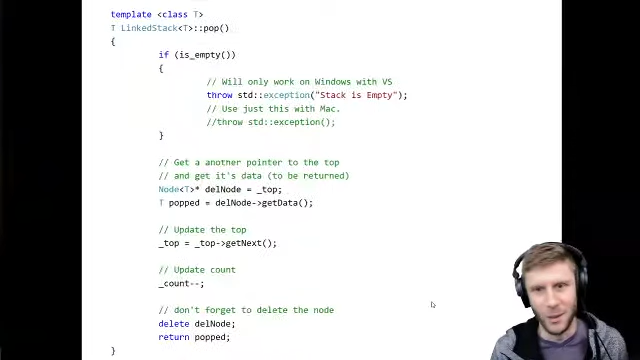 template <class T>
T LinkedStack<T>::pop()
{
if (is_empty())
{
// Will only work on Windows with VS
throw std::exception("Stack is Empty");
// Use just this with Mac.
//throw std::exception();
}
// Get a another pointer to the top
// and get it's data (to be returned)
Node<T>* delNode = _top;
T popped = delNode->getData();
// Update the top
_top = _top->getNext();
// Update count
_count--;
// don't forget to delete the node
delete delNode;
return popped;
}